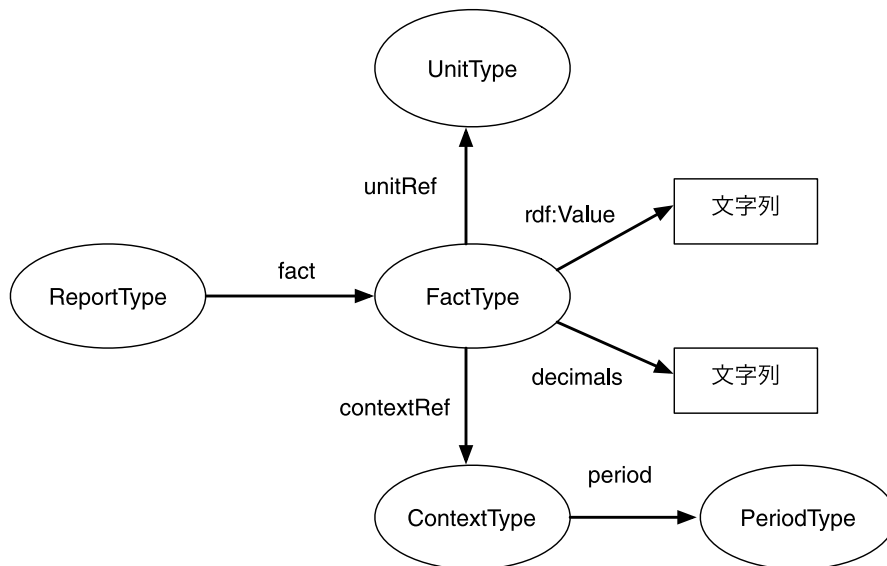 UnitType
unitRef
rdf:Value
文字列
fact
ReportType
FactType
decimals
文字列
contextRef
period
ContextType
PeriodType